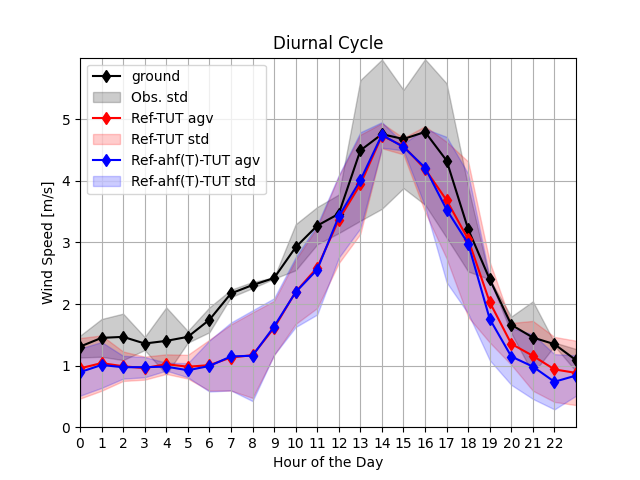 Diurnal Cycle
ground
Obs. std
Ref-TUT agv
Ref-TUT std
Ref-ahf(T)-TUT agv
Ref-ahf(T)-TUT std
Wind Speed [m/s]
5
4
3
2
1
0
0 1 2 3 4 5 6 7 8 9 10 11 12 13 14 15 16 17 18 19 20 21 22
Hour of the Day